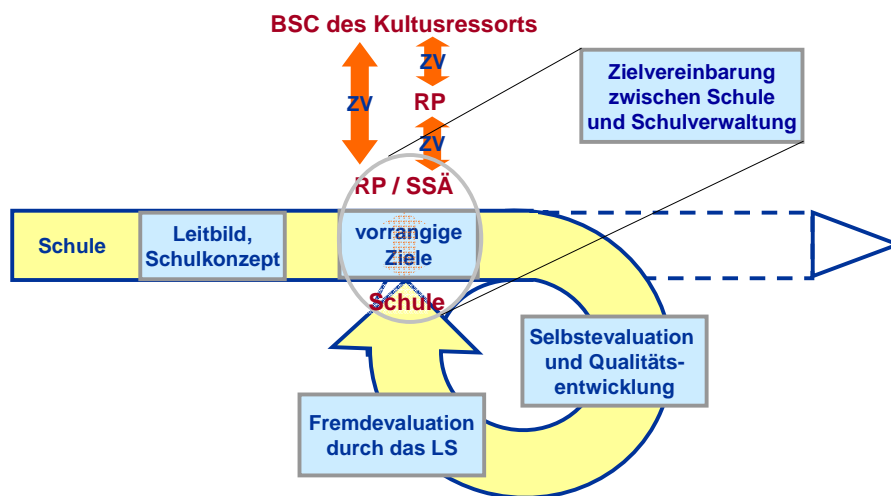 BSC des Kultusressorts
ZV
ZV
RP
ZV
RP / SSÄ
Zielvereinbarung
zwischen Schule
und Schulverwaltung
Schule
Leitbild,
Schulkonzept
vorrangige
Ziele
Schule
Selbstevaluation
und Qualitäts-
entwicklung
Fremdevaluation
durch das LS